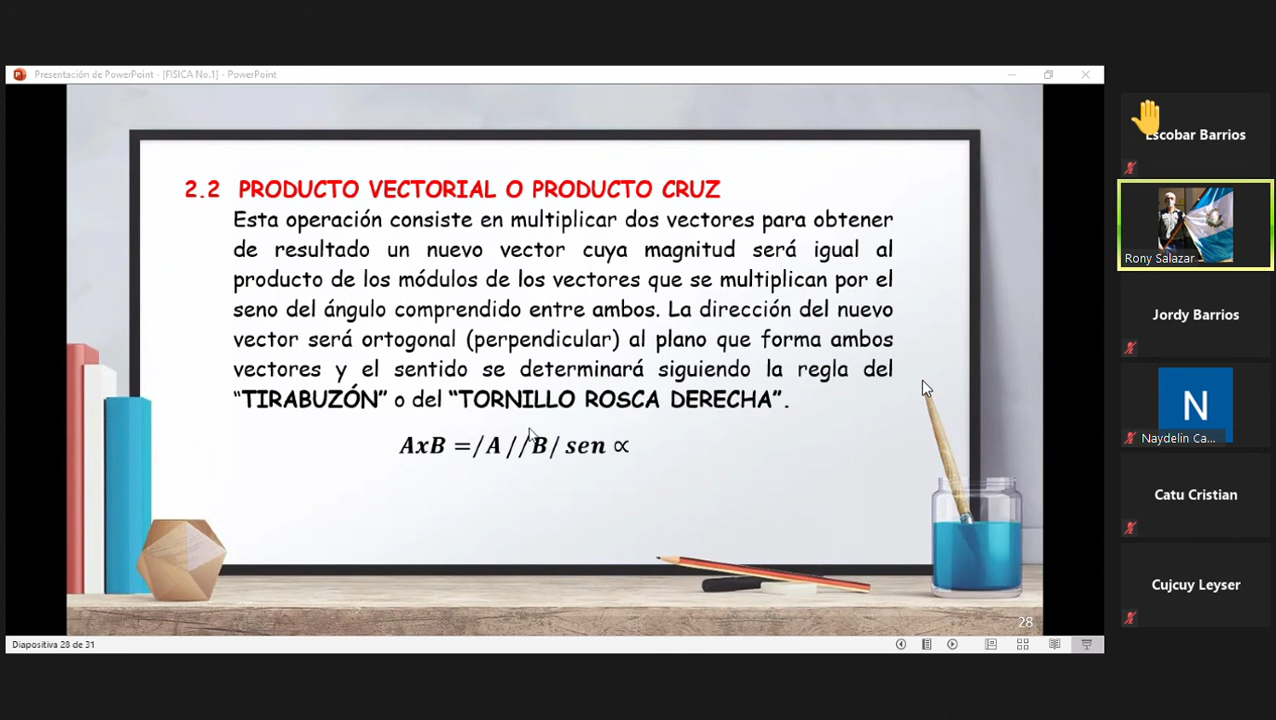 Presentación de PowerPoint - [FISICA No.1] - PowerPoint
2.2 PRODUCTO VECTORIAL O PRODUCTO CRUZ
Esta operación consiste en multiplicar dos vectores para obtener
de resultado un nuevo vector cuya magnitud será igual al
producto de los módulos de los vectores que se multiplican por el
seno del ángulo comprendido entre ambos. La dirección del nuevo
vector será ortogonal (perpendicular) al plano que forma ambos
vectores y el sentido se determinará siguiendo la regla del
“TIRABUZÓN” o del “TORNILLO ROSCA DERECHA”.
AxB =/A //B/ sen ∝
28
Diapositiva 28 de 31
Escobar Barrios
Rony Salazar
Jordy Barrios
N
Naydelin Ca...
Catu Cristian
Cujcuy Leyser